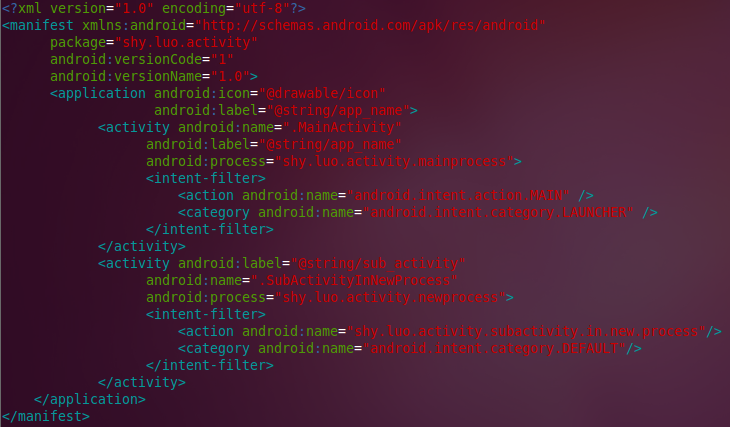 <?xml version="1.0" encoding="utf-8"?>
<manifest xmlns:android="http://schemas.android.com/apk/res/android"
      package="shy.luo.activity"
      android:versionCode="1"
      android:versionName="1.0">
      <application android:icon="@drawable/icon"
                   android:label="@string/app_name">
            <activity android:name=".MainActivity"
                  android:label="@string/app_name"
                  android:process="shy.luo.activity.mainprocess">
                  <intent-filter>
                      <action android:name="android.intent.action.MAIN" />
                      <category android:name="android.intent.category.LAUNCHER" />
                  </intent-filter>
            </activity>
            <activity android:label="@string/sub_activity"
                  android:name=".SubActivityInNewProcess"
                  android:process="shy.luo.activity.newprocess">
                  <intent-filter>
                      <action android:name="shy.luo.activity.subactivity.in.new.process"/>
                      <category android:name="android.intent.category.DEFAULT"/>
                  </intent-filter>
            </activity>
    </application>
</manifest>